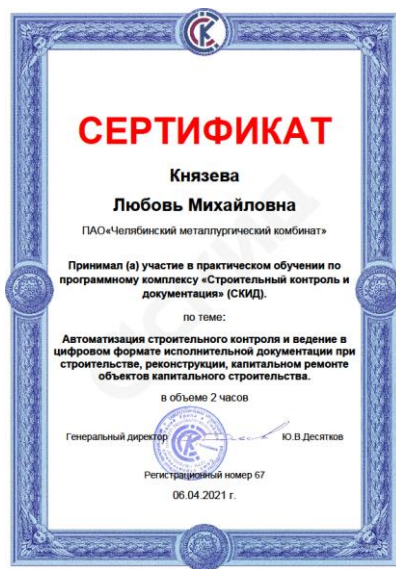 СЕРТИФИКАТ
Князева
Любовь Михайловна
ПАО«Челябинский металлургический комбинат»
Принимал (а) участие в практическом обучении по
программному комплексу «Строительный контроль и
документация» (СКИД).
по теме:
Автоматизация строительного контроля и ведение в
цифровом формате исполнительной документации при
строительстве, реконструкции, капитальном ремонте
объектов капитального строительства.
в объеме 2 часов
Генеральный директор
Ю.В.Десятков
Регистрационный номер 67
06.04.2021 г.